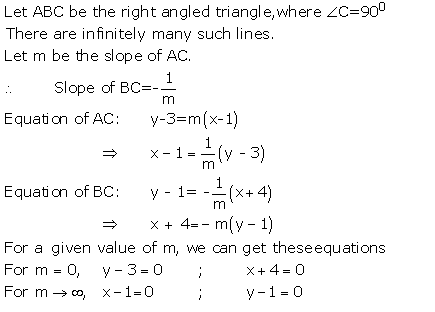 Let ABC be the right angled triangle,where ∠C=90⁰
There are infinitely many such lines.
Let m be the slope of AC.
∴ Slope of BC=-1/m
Equation of AC: y-3=m(x-1)
⇒ x - 1 = 1/m (y - 3)
Equation of BC: y - 1= -1/m (x+ 4)
⇒ x + 4=- m(y - 1)
For a given value of m, we can get theseequations
For m = 0, y - 3 = 0 ; x+ 4 = 0
For m → ∞, x - 1=0 ; y - 1 = 0